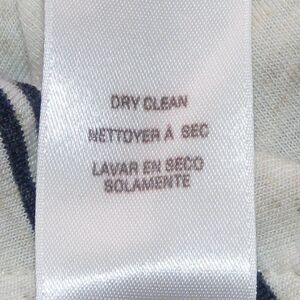 DRY CLEAN
NETTOYER À SEC
LAVAR EN SECO
SOLAMENTE